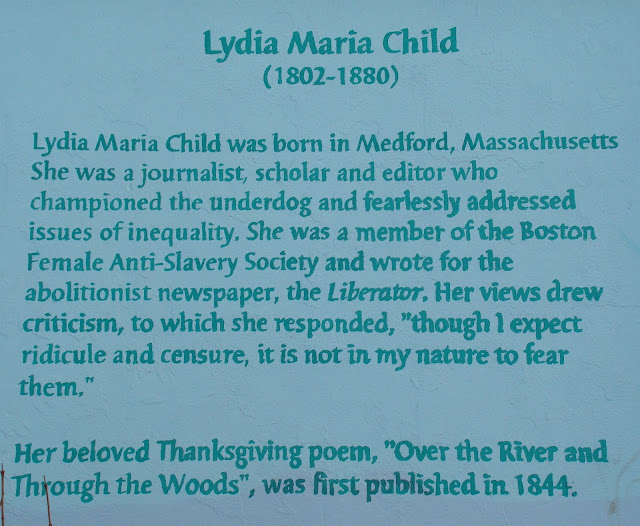 Lydia Maria Child
(1802-1880)
Lydia Maria Child was born in Medford, Massachusetts
She was a journalist, scholar and editor who
championed the underdog and fearlessly addressed
issues of inequality. She was a member of the Boston
Female Anti-Slavery Society and wrote for the
abolitionist newspaper, the Liberator. Her views drew
criticism, to which she responded, "though I expect
ridicule and censure, it is not in my nature to fear
them."
Her beloved Thanksgiving poem, "Over the River and
Through the Woods", was first published in 1844.